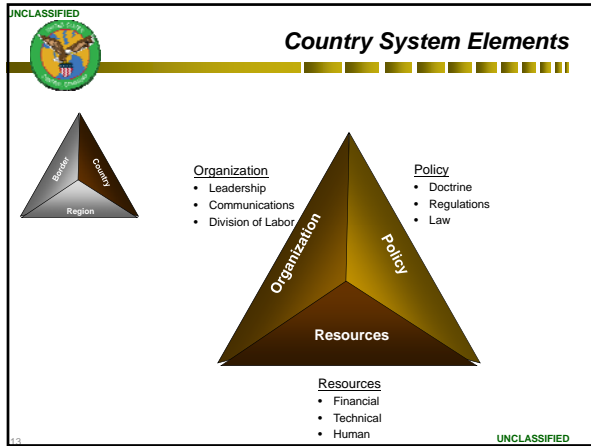 UNCLASSIFIED
Country System Elements
Border
Country
Region
Organization
• Leadership
• Communications
• Division of Labor
Policy
• Doctrine
• Regulations
• Law
Organization
Policy
Resources
Resources
• Financial
• Technical
• Human
13
UNCLASSIFIED